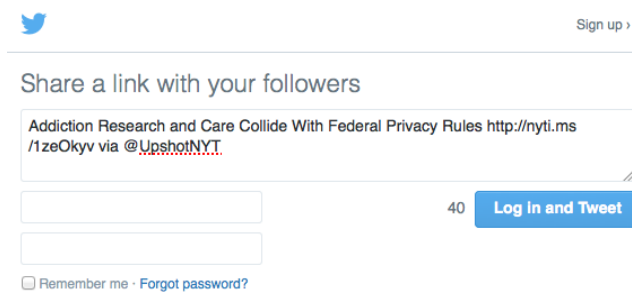 Sign up ›
Share a link with your followers
Addiction Research and Care Collide With Federal Privacy Rules http://nyti.ms
/1zeOkyv via @UpshotNYT
40 Log in and Tweet
Remember me · Forgot password?